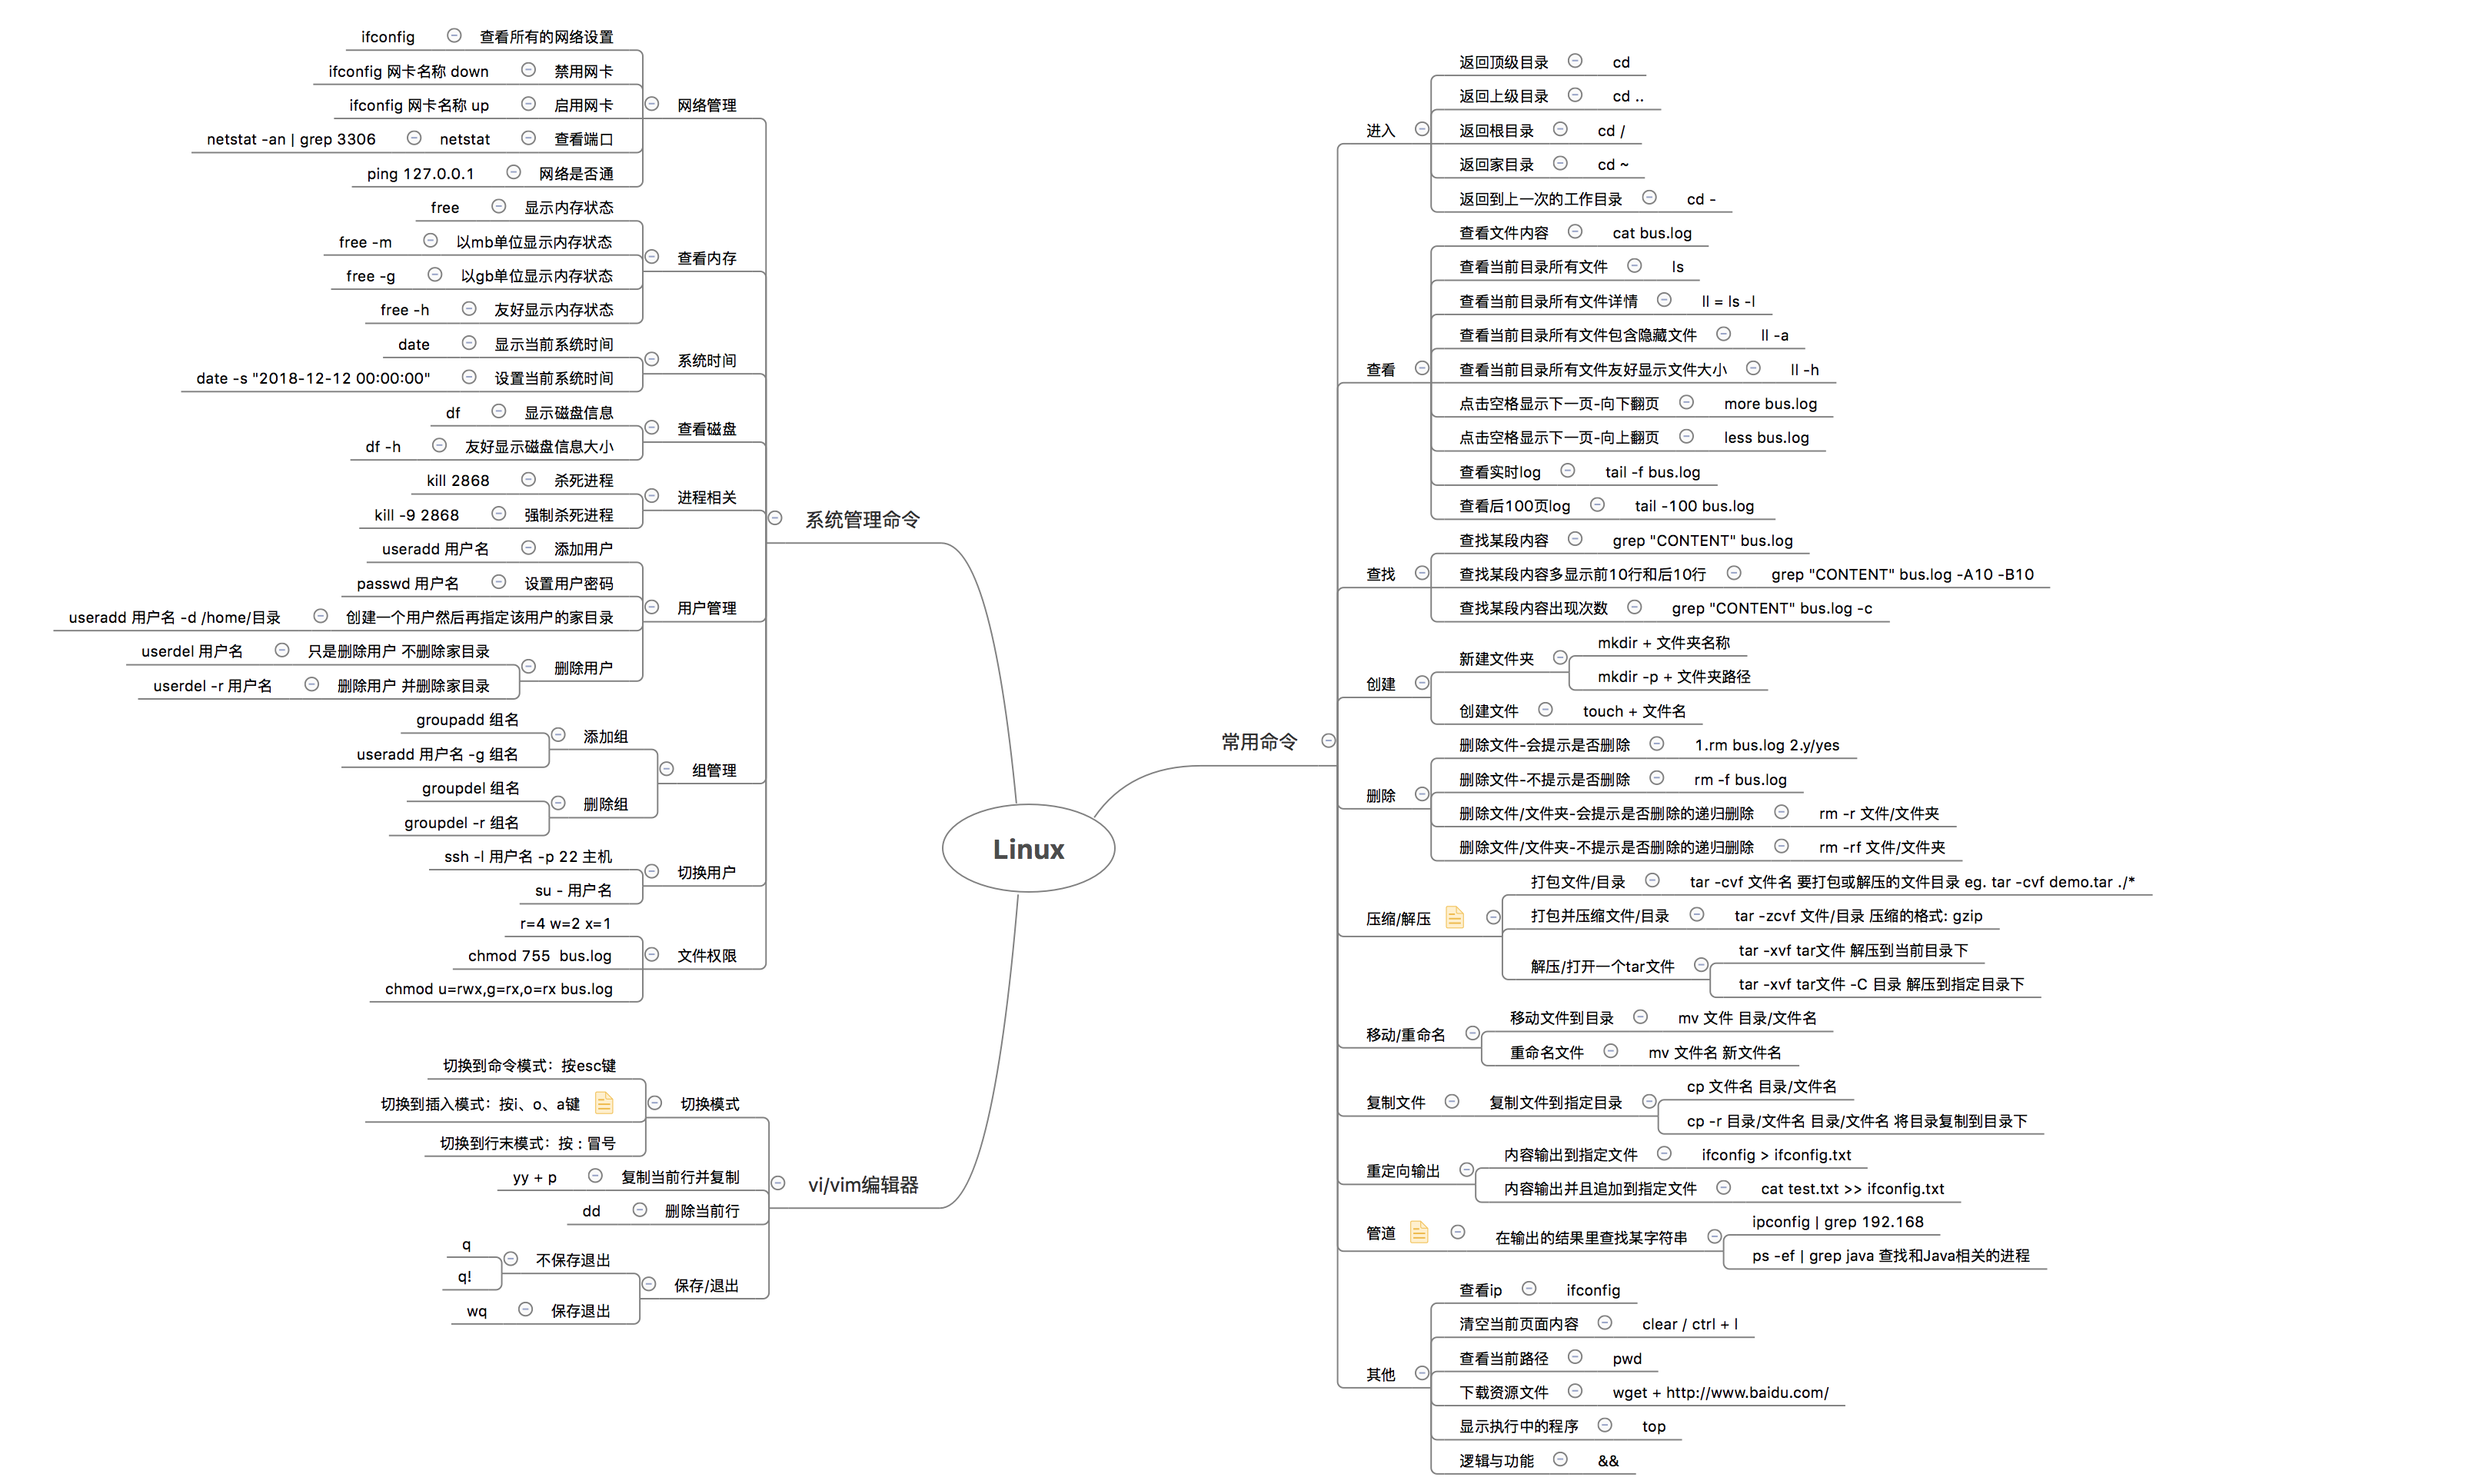 Linux
常用命令
进入
返回顶级目录 cd
返回上级目录 cd ..
返回根目录 cd /
返回家目录 cd ~
返回到上一次的工作目录 cd -
查看
查看文件内容 cat bus.log
查看当前目录所有文件 ls
查看当前目录所有文件详情 ll = ls -l
查看当前目录所有文件包含隐藏文件 ll -a
查看当前目录所有文件友好显示文件大小 ll -h
点击空格显示下一页-向下翻页 more bus.log
点击空格显示下一页-向上翻页 less bus.log
查看实时log tail -f bus.log
查看后100页log tail -100 bus.log
查找
查找某段内容 grep "CONTENT" bus.log
查找某段内容多显示前10行和后10行 grep "CONTENT" bus.log -A10 -B10
查找某段内容出现次数 grep "CONTENT" bus.log -c
创建
新建文件夹
mkdir + 文件夹名称
mkdir -p + 文件夹路径
创建文件 touch + 文件名
删除
删除文件-会提示是否删除 1.rm bus.log 2.y/yes
删除文件-不提示是否删除 rm -f bus.log
删除文件/文件夹-会提示是否删除的递归删除 rm -r 文件/文件夹
删除文件/文件夹-不提示是否删除的递归删除 rm -rf 文件/文件夹
压缩/解压
打包文件/目录 tar -cvf 文件名 要打包或解压的文件目录 eg. tar -cvf demo.tar ./*
打包并压缩文件/目录 tar -zcvf 文件/目录 压缩的格式: gzip
解压/打开一个tar文件
tar -xvf tar文件 解压到当前目录下
tar -xvf tar文件 -C 目录 解压到指定目录下
移动/重命名
移动文件到目录 mv 文件 目录/文件名
重命名文件 mv 文件名 新文件名
复制文件 复制文件到指定目录
cp 文件名 目录/文件名
cp -r 目录/文件名 目录/文件名 将目录复制到目录下
重定向输出
内容输出到指定文件 ifconfig > ifconfig.txt
内容输出并且追加到指定文件 cat test.txt >> ifconfig.txt
管道 在输出的结果里查找某字符串
ipconfig | grep 192.168
ps -ef | grep java 查找和Java相关的进程
其他
查看ip ifconfig
清空当前页面内容 clear / ctrl + l
查看当前路径 pwd
下载资源文件 wget + http://www.baidu.com/
显示执行中的程序 top
逻辑与功能 &&
系统管理命令
网络管理
ifconfig 查看所有的网络设置
ifconfig 网卡名称 down 禁用网卡
ifconfig 网卡名称 up 启用网卡
netstat -an | grep 3306 netstat 查看端口
ping 127.0.0.1 网络是否通
查看内存
free 显示内存状态
free -m 以mb单位显示内存状态
free -g 以gb单位显示内存状态
free -h 友好显示内存状态
系统时间
date 显示当前系统时间
date -s "2018-12-12 00:00:00" 设置当前系统时间
查看磁盘
df 显示磁盘信息
df -h 友好显示磁盘信息大小
进程相关
kill 2868 杀死进程
kill -9 2868 强制杀死进程
用户管理
useradd 用户名 添加用户
passwd 用户名 设置用户密码
useradd 用户名 -d /home/目录 创建一个用户然后再指定该用户的家目录
删除用户
userdel 用户名 只是删除用户 不删除家目录
userdel -r 用户名 删除用户 并删除家目录
组管理
添加组
groupadd 组名
useradd 用户名 -g 组名
删除组
groupdel 组名
groupdel -r 组名
切换用户
ssh -l 用户名 -p 22 主机
su - 用户名
文件权限
r=4 w=2 x=1
chmod 755 bus.log
chmod u=rwx,g=rx,o=rx bus.log
vi/vim编辑器
切换模式
切换到命令模式：按esc键
切换到插入模式：按i、o、a键
切换到行末模式：按 : 冒号
yy + p 复制当前行并复制
dd 删除当前行
保存/退出
不保存退出
q
q!
wq 保存退出